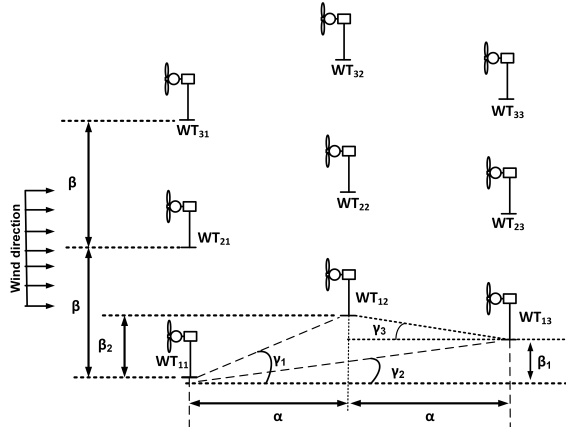 WT₃₂
WT₃₃
WT₃₁
β
WT₂₂
WT₂₃
WT₂₁
Wind direction
β
WT₁₂
WT₁₃
β₂
WT₁₁
γ₃
γ₁
γ₂
β₁
α
α